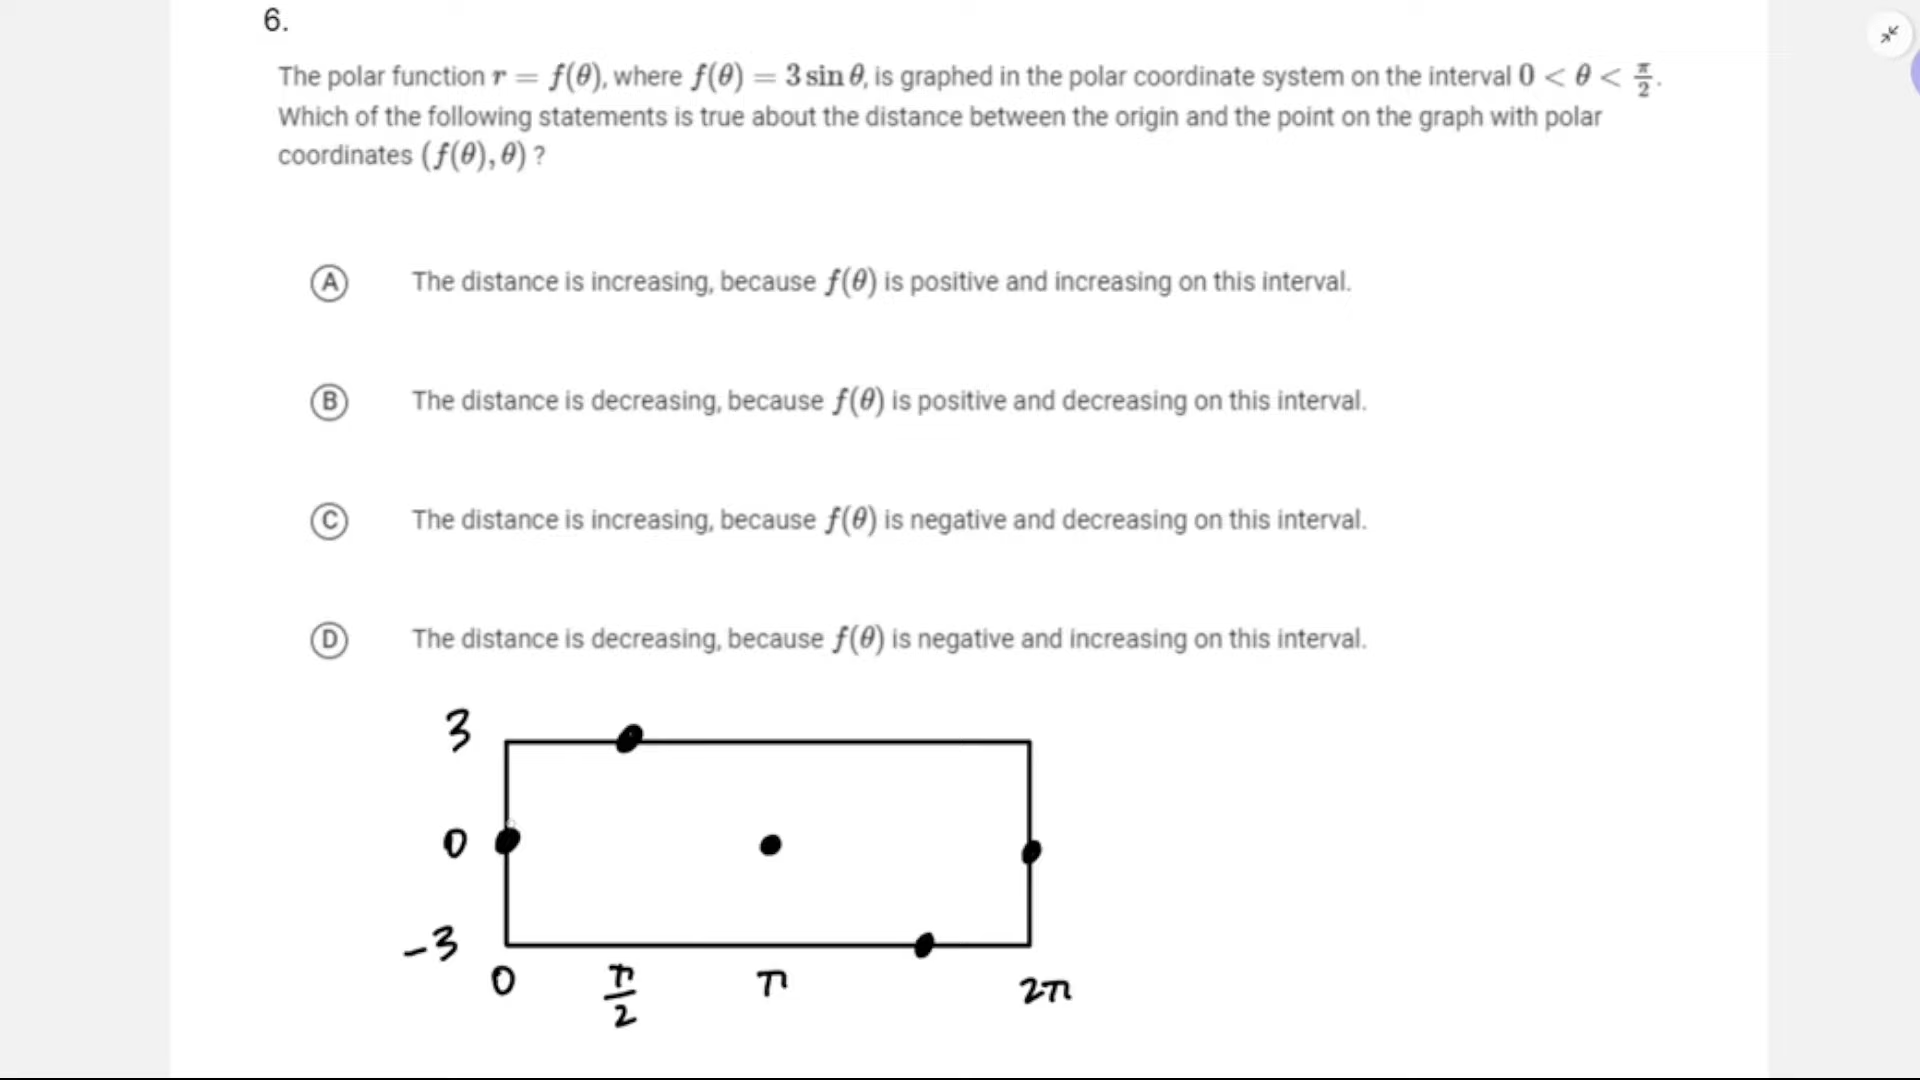 6.
The polar function r = f(θ), where f(θ) = 3 sin θ, is graphed in the polar coordinate system on the interval 0 < θ < π/2.
Which of the following statements is true about the distance between the origin and the point on the graph with polar
coordinates (f(θ), θ) ?
A The distance is increasing, because f(θ) is positive and increasing on this interval.
B The distance is decreasing, because f(θ) is positive and decreasing on this interval.
C The distance is increasing, because f(θ) is negative and decreasing on this interval.
D The distance is decreasing, because f(θ) is negative and increasing on this interval.
3
0
-3
0 π/2 π 2π